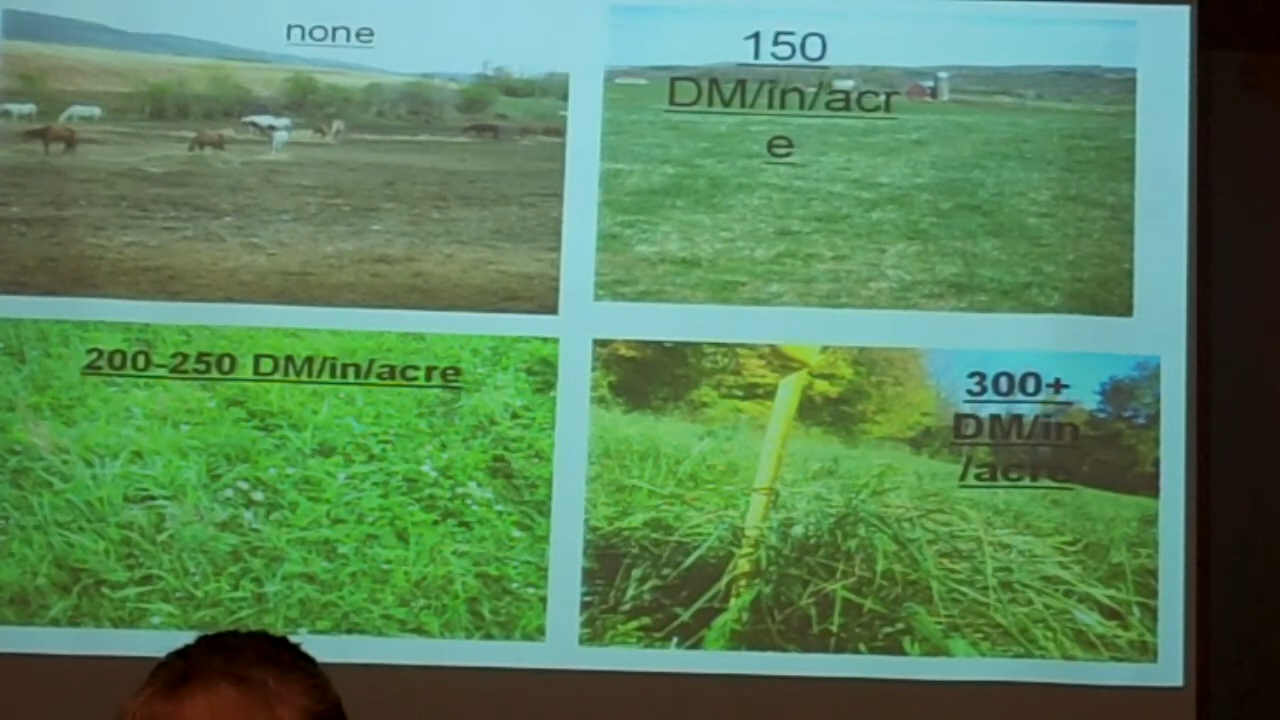 none
150
DM/in/acr
e
200-250 DM/in/acre
300+
DM/in
/acre